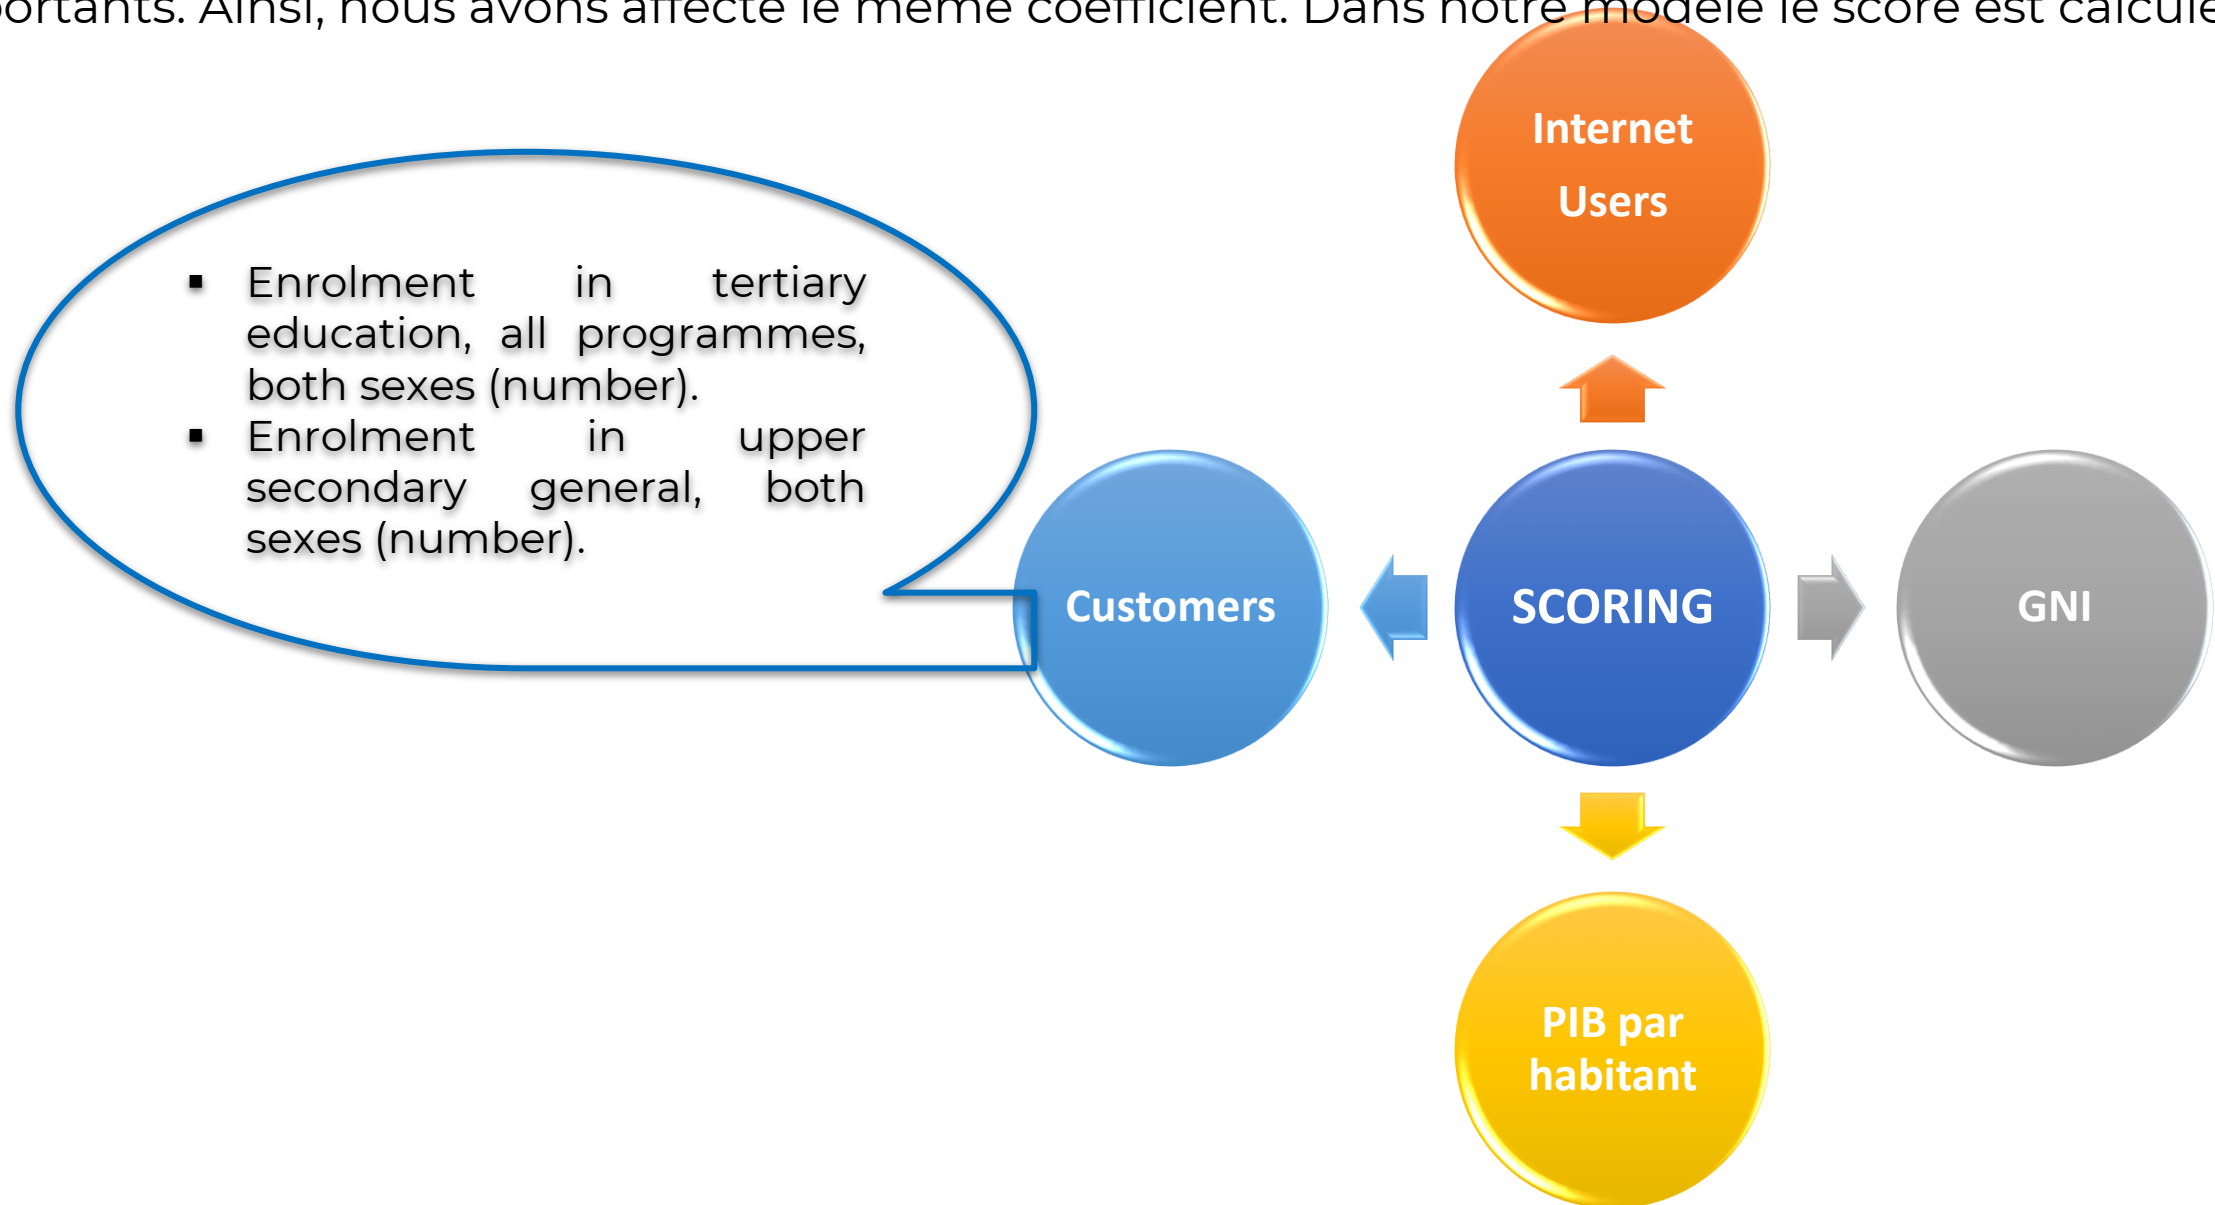 portants. Ainsi, nous avons affecté le même coefficient. Dans notre modèle le score est calculé
Internet
Users
▪ Enrolment in tertiary
education, all programmes,
both sexes (number).
▪ Enrolment in upper
secondary general, both
sexes (number).
Customers
SCORING
GNI
PIB par
habitant